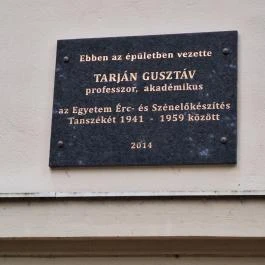 Ebben az épületben vezette
TARJÁN GUSZTÁV
professzor, akadémikus
az Egyetem Érc- és Szénelőkészítés
Tanszékét 1941 - 1959 között
2014